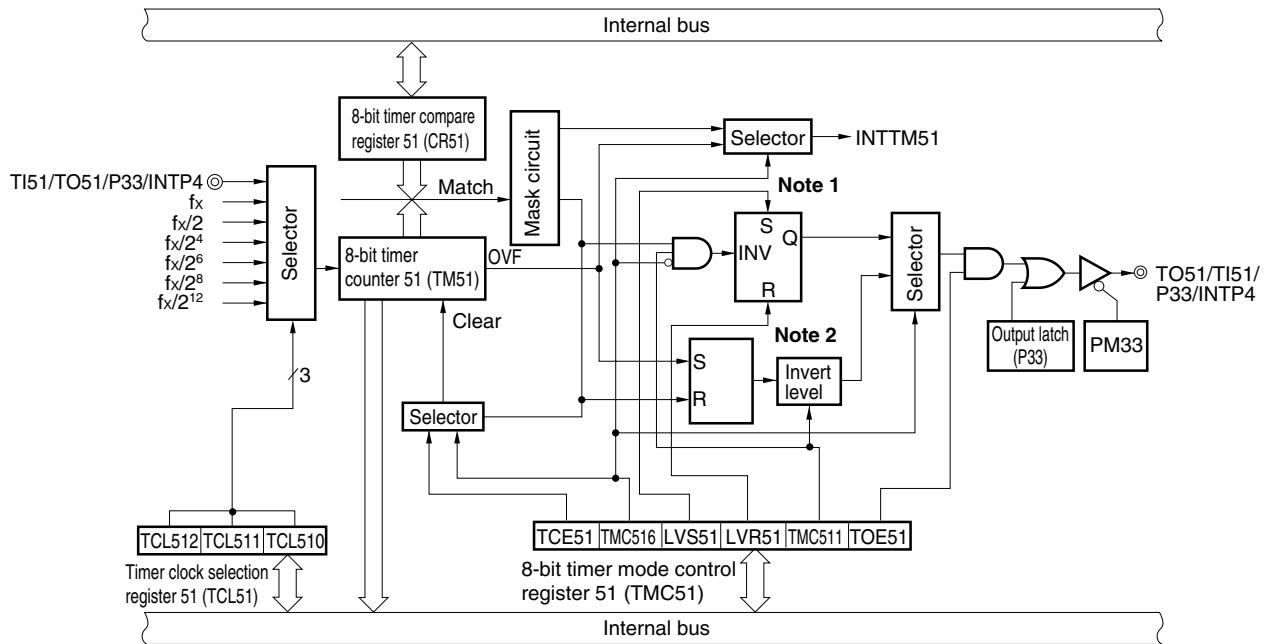 Internal bus
8-bit timer compare
register 51 (CR51)
Mask circuit
Selector
INTTM51
TI51/TO51/P33/INTP4
fX
fX/2
fX/2⁴
fX/2⁶
fX/2⁸
fX/2¹²
Selector
Match
Note 1
S
INV
Q
R
8-bit timer
counter 51 (TM51)
OVF
Clear
Selector
TO51/TI51/
P33/INTP4
Output latch
(P33)
PM33
Note 2
S
R
Invert
level
3
Selector
TCL512 TCL511 TCL510
Timer clock selection
register 51 (TCL51)
TCE51 TMC516 LVS51 LVR51 TMC511 TOE51
8-bit timer mode control
register 51 (TMC51)
Internal bus